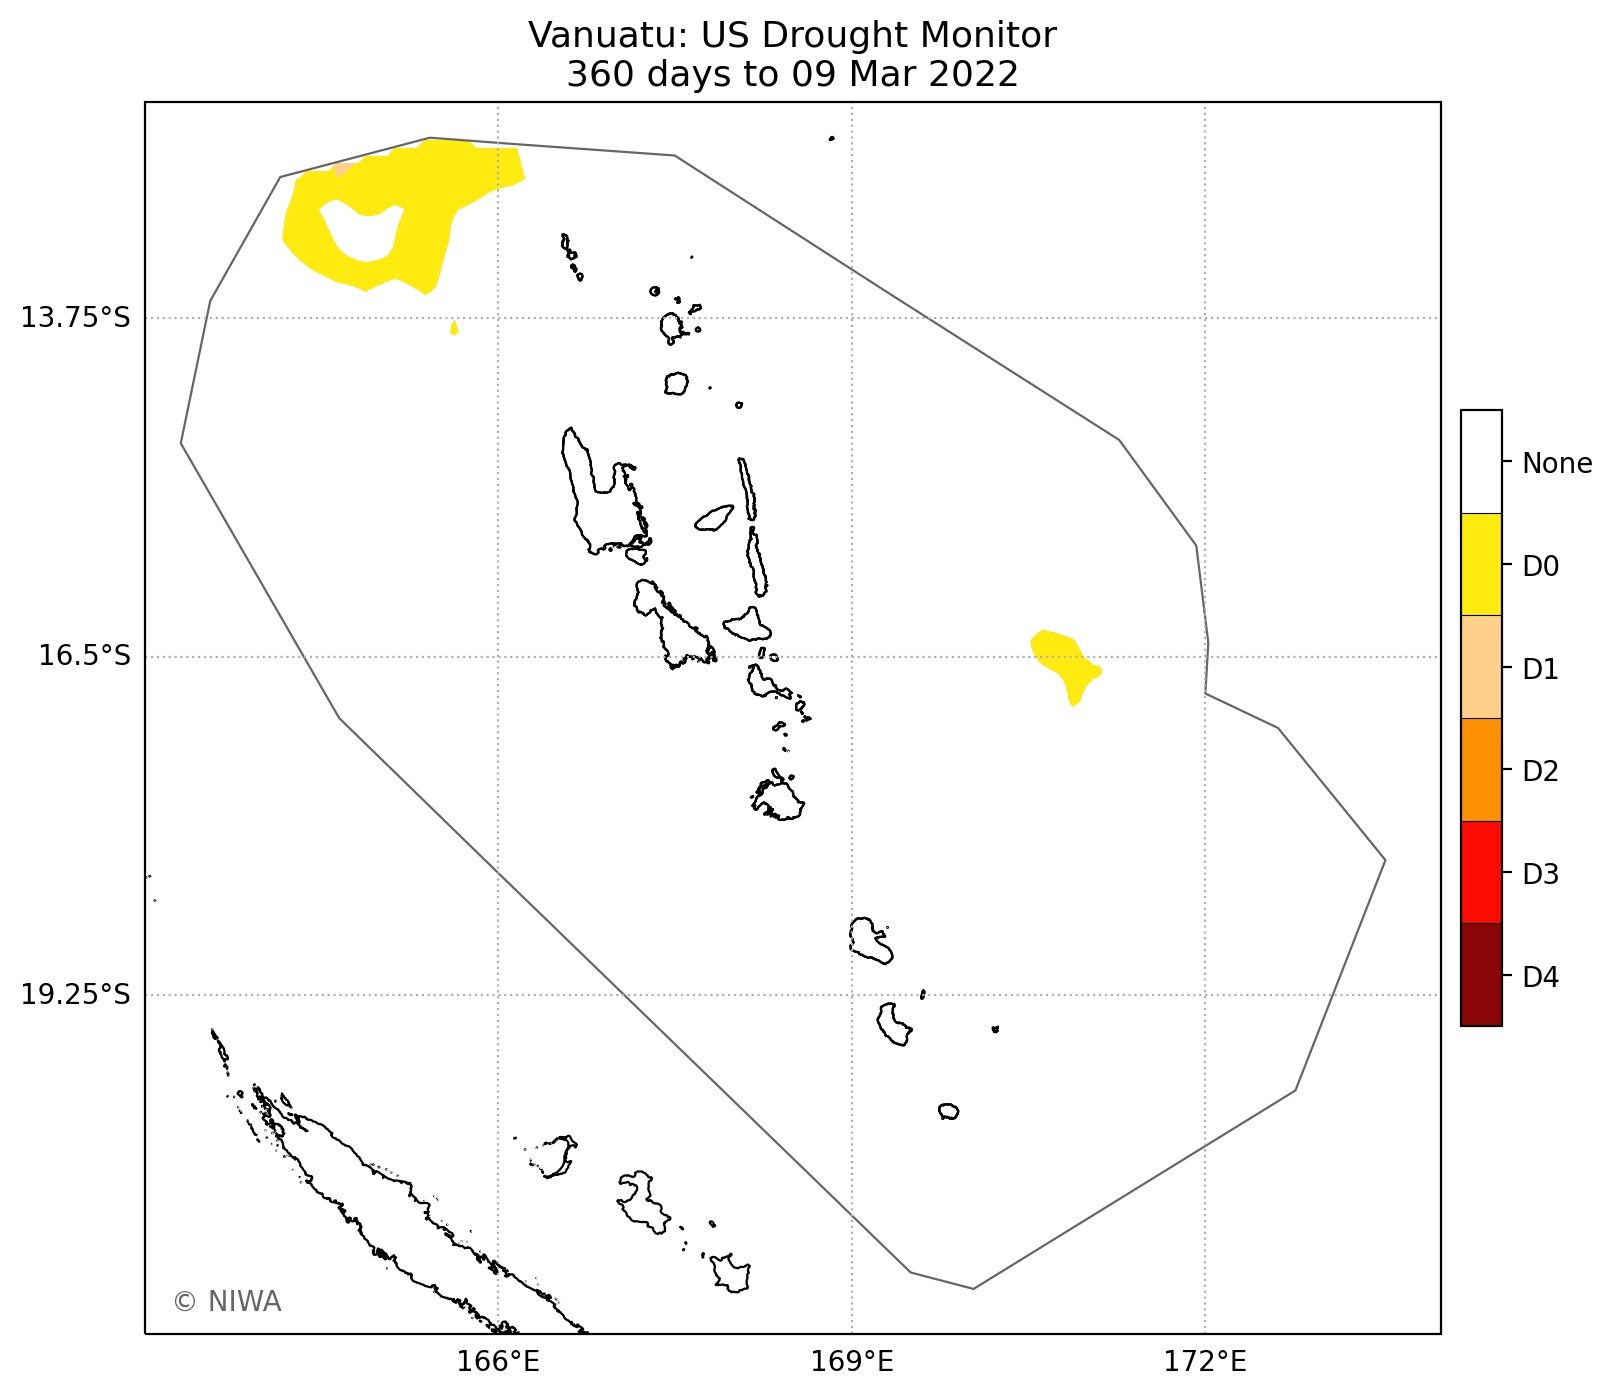 Vanuatu: US Drought Monitor
360 days to 09 Mar 2022
13.75°S
16.5°S
19.25°S
166°E
169°E
172°E
None
D0
D1
D2
D3
D4
© NIWA